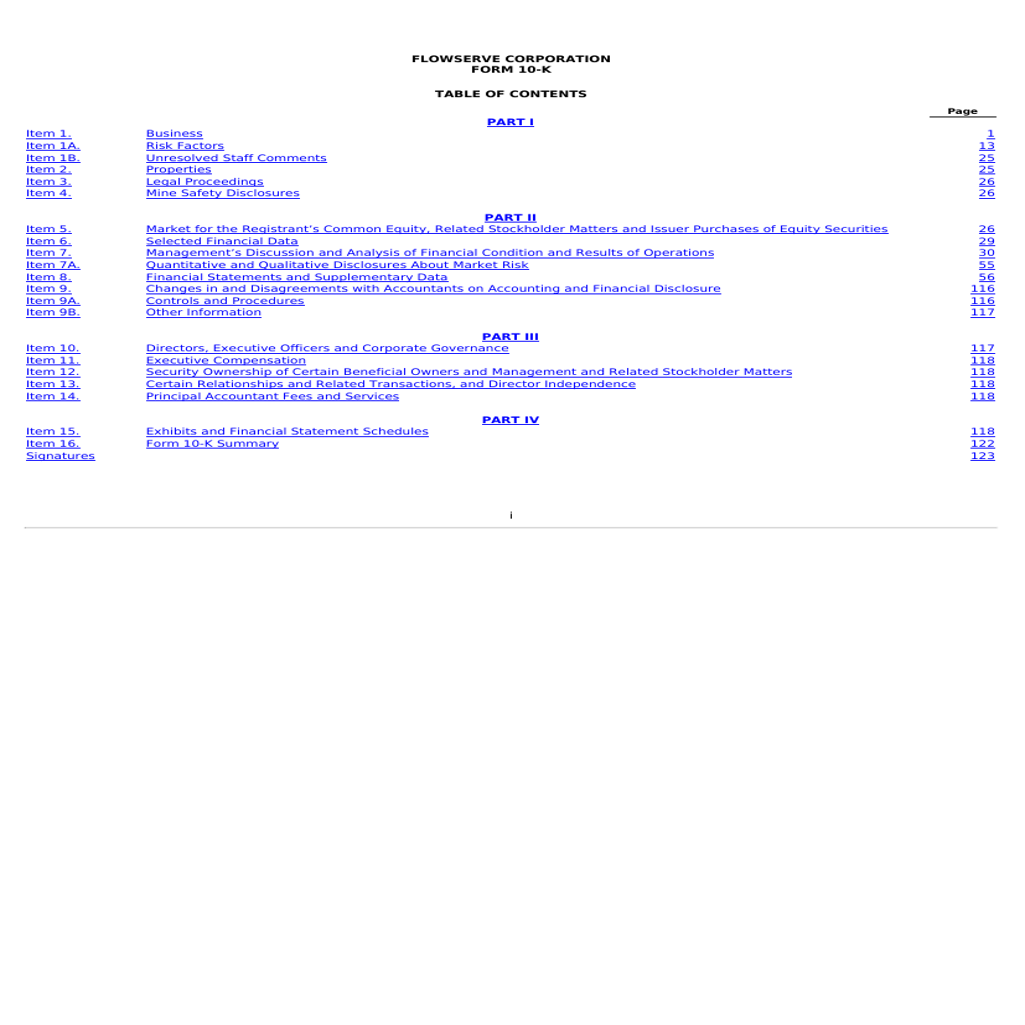 FLOWSERVE CORPORATION
FORM 10-K
TABLE OF CONTENTS
Page
PART I
Item 1. Business 1
Item 1A. Risk Factors 13
Item 1B. Unresolved Staff Comments 25
Item 2. Properties 25
Item 3. Legal Proceedings 26
Item 4. Mine Safety Disclosures 26
PART II
Item 5. Market for the Registrant's Common Equity, Related Stockholder Matters and Issuer Purchases of Equity Securities 26
Item 6. Selected Financial Data 29
Item 7. Management's Discussion and Analysis of Financial Condition and Results of Operations 30
Item 7A. Quantitative and Qualitative Disclosures About Market Risk 55
Item 8. Financial Statements and Supplementary Data 56
Item 9. Changes in and Disagreements with Accountants on Accounting and Financial Disclosure 116
Item 9A. Controls and Procedures 116
Item 9B. Other Information 117
PART III
Item 10. Directors, Executive Officers and Corporate Governance 117
Item 11. Executive Compensation 118
Item 12. Security Ownership of Certain Beneficial Owners and Management and Related Stockholder Matters 118
Item 13. Certain Relationships and Related Transactions, and Director Independence 118
Item 14. Principal Accountant Fees and Services 118
PART IV
Item 15. Exhibits and Financial Statement Schedules 118
Item 16. Form 10-K Summary 122
Signatures 123
i